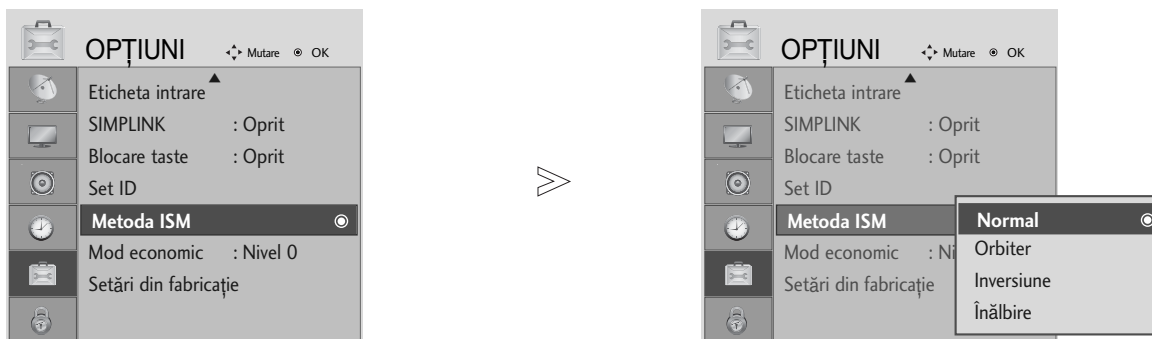 OPȚIUNI Mutare OK
Eticheta intrare
SIMPLINK : Oprit
Blocare taste : Oprit
Set ID
Metoda ISM
Mod economic : Nivel 0
Setări din fabricație
OPȚIUNI Mutare OK
Eticheta intrare
SIMPLINK : Oprit
Blocare taste : Oprit
Set ID
Metoda ISM
Mod economic : Ni
Setări din fabricație
Normal
Orbiter
Inversiune
Înălbire